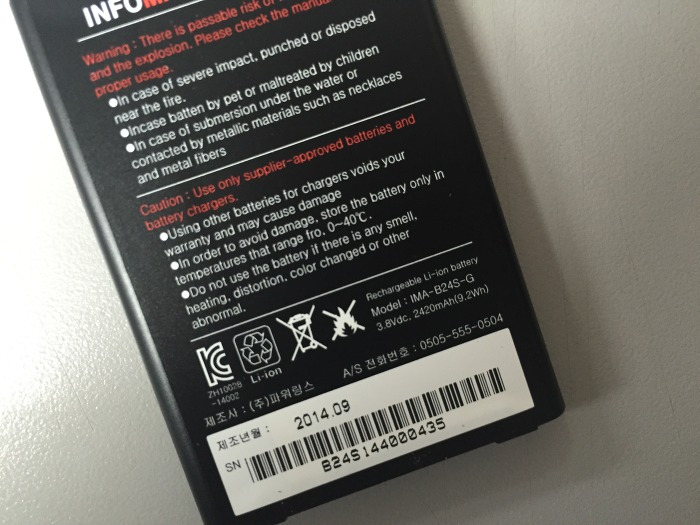 INFOM
Warning : There is passable risk of
and the explosion. Please check the manual
proper usage.
●In case of severe impact, punched or disposed
near the fire.
●Incase batten by pet or maltreated by children
●In case of submersion under the water or
contacted by metallic materials such as necklaces
and metal fibers
Caution : Use only supplier-approved batteries and
battery chargers.
●Using other batteries for chargers voids your
warranty and may cause damage
●In order to avoid damage, store the battery only in
temperatures that range fro. 0~40℃.
●Do not use the battery if there is any smell,
heating, distortion, color changed or other
abnormal.
Rechargeable Li-ion battery
Model : IMA-B24S-G
3.8Vdc, 2420mAh(9.2Wh)
Li-ion
ZH10028
-14002
제조사 : (주)파워링스
A/S 전화번호 : 0505-555-0504
제조년월 : 2014.09
SN
B24S144000435